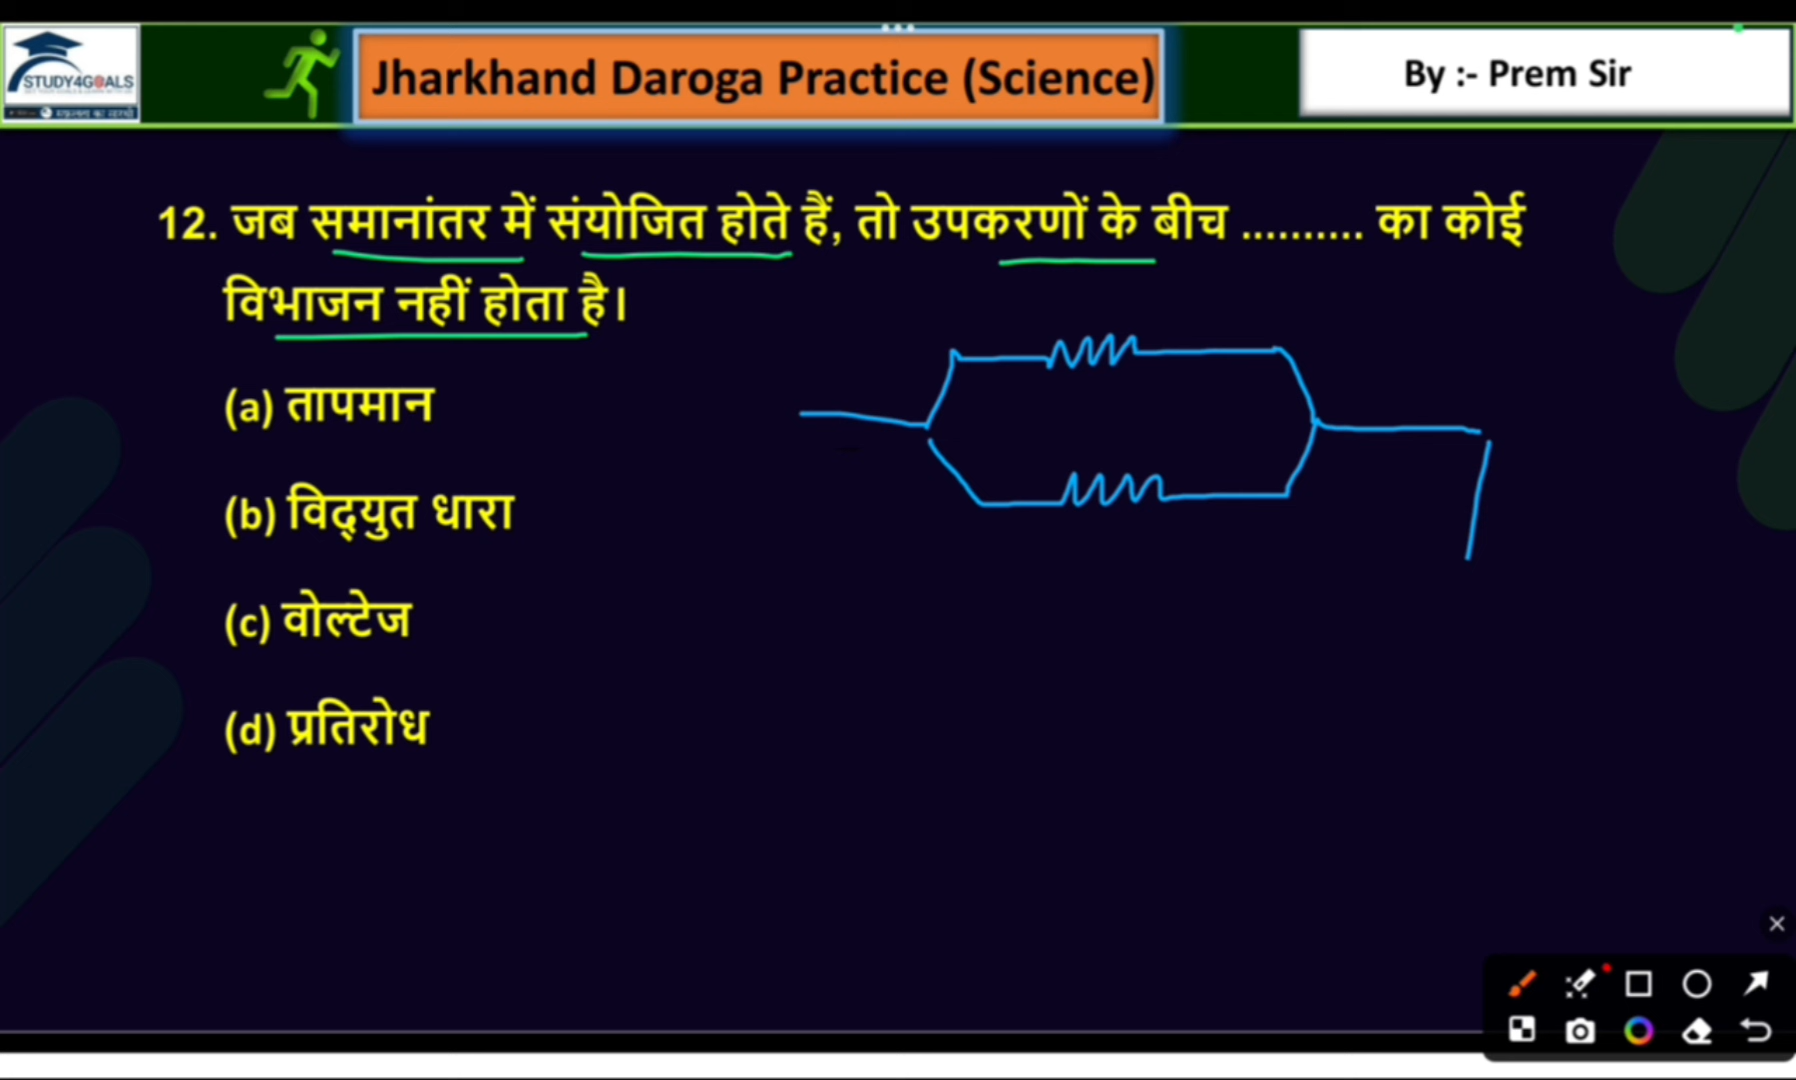 STUDY4GOALS
Jharkhand Daroga Practice (Science)
By :- Prem Sir
12. जब समानांतर में संयोजित होते हैं, तो उपकरणों के बीच .......... का कोई
विभाजन नहीं होता है।
(a) तापमान
(b) विद्युत धारा
(c) वोल्टेज
(d) प्रतिरोध